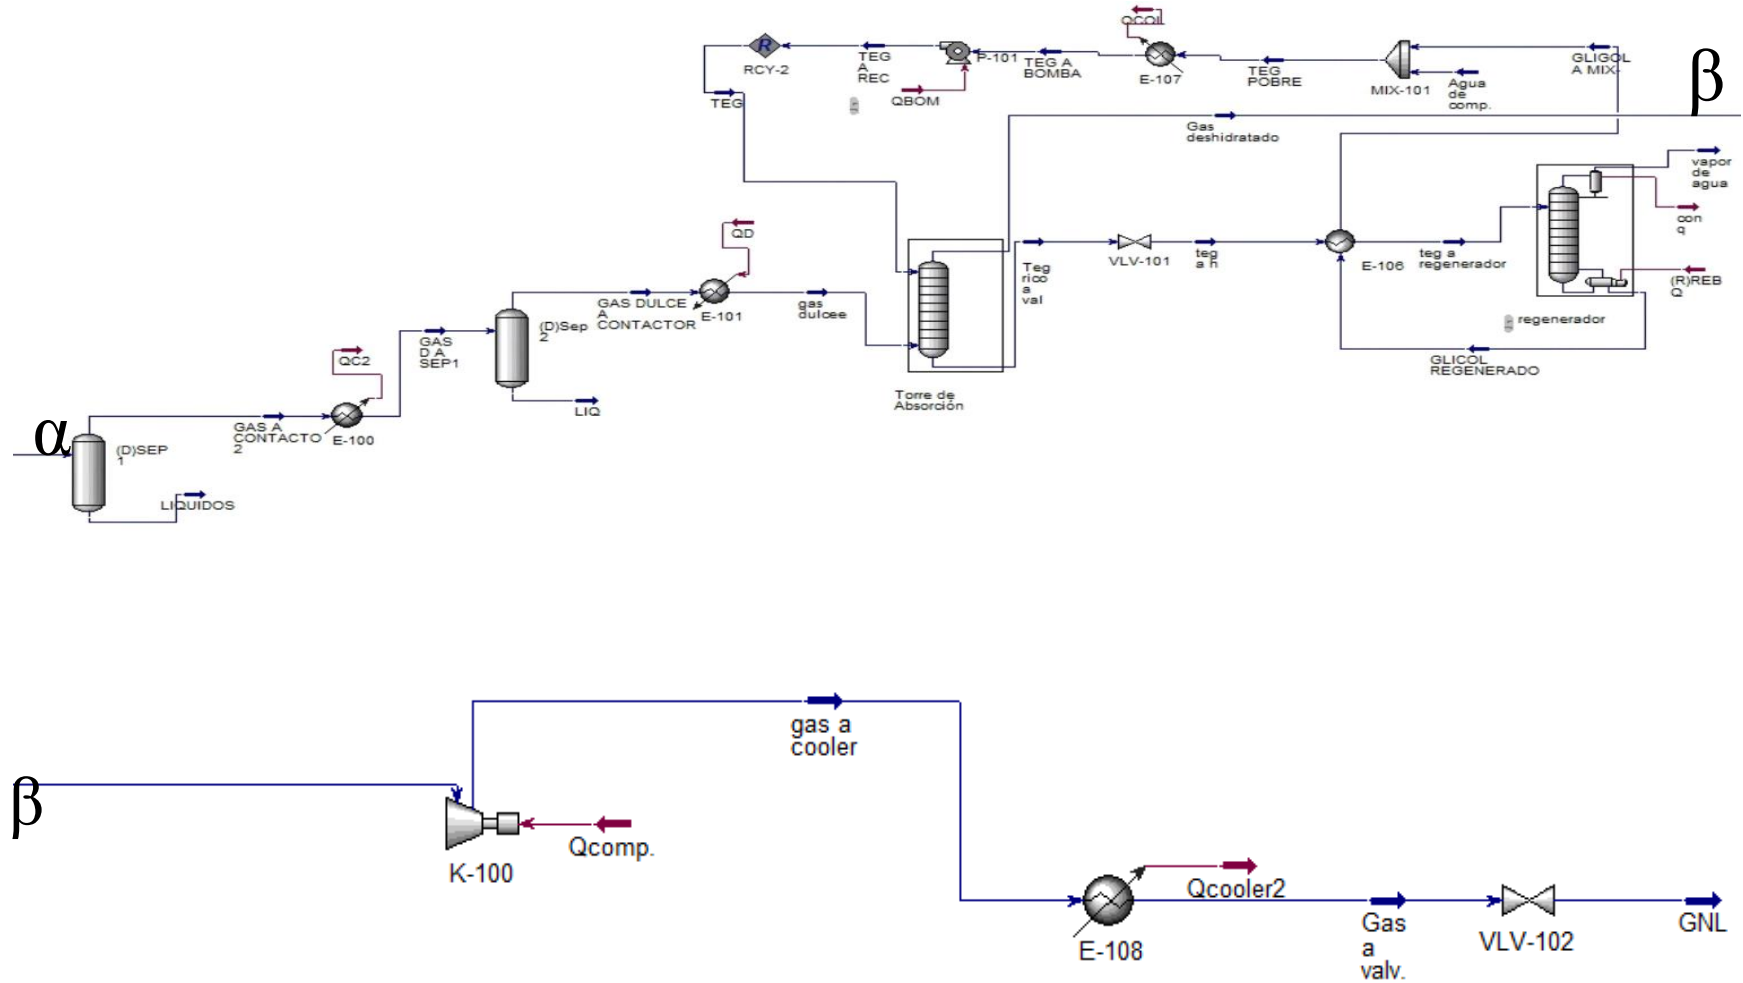 QCOL
β
R
RCY-2
TEG
A
REC
P-101
TEG A
BOMBA
E-107
TEG
POBRE
MIX-101
Agua
de
comp.
GLIGOL
A MIX-
TEG
QBOM
Gas
deshidratado
vapor
de
agua
con
q
(R)REB
Q
QD
Teg
rico
a
val
VLV-101
teg
a h
E-106
teg a
regenerador
regenerador
GLICOL
REGENERADO
GAS DULCE
A
CONTACTOR
E-101
gas
dulcee
(D)Sep
2
GAS
D A
SEP1
QC2
LIQ
Torre de
Absorción
α
GAS A
CONTACTO
2
E-100
(D)SEP
1
LIQUIDOS
gas a
cooler
β
Qcomp.
K-100
Qcooler2
E-108
Gas
a
valv.
VLV-102
GNL